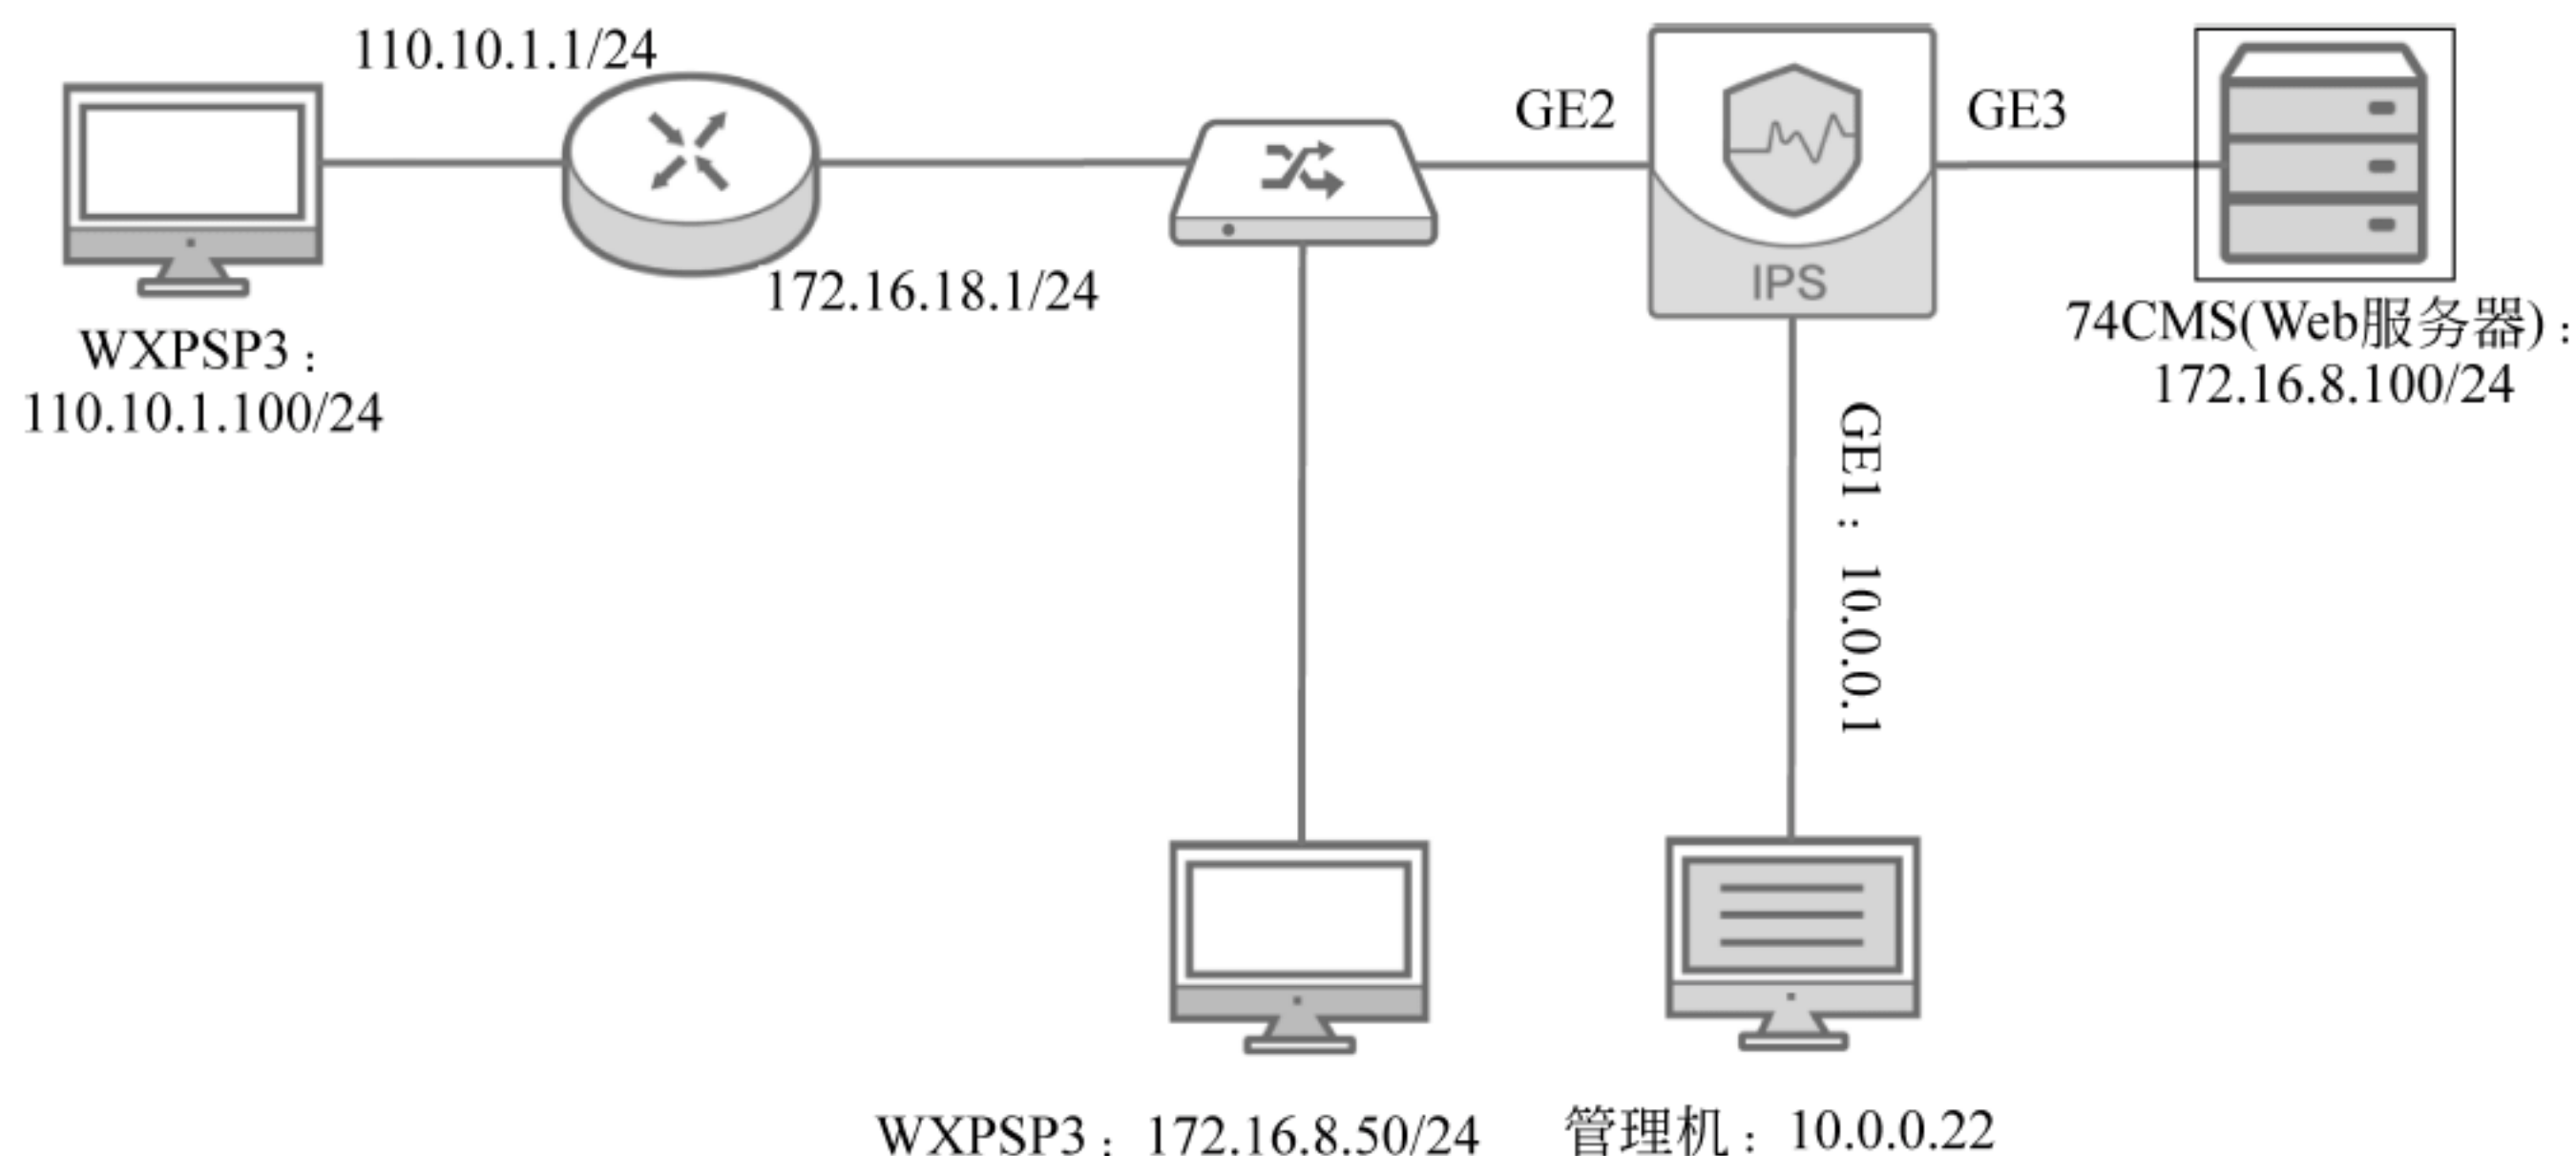 110.10.1.1/24
GE2
GE3
IPS
172.16.18.1/24
WXPSP3：
110.10.1.100/24
74CMS(Web服务器)：
172.16.8.100/24
GE1：10.0.0.1
WXPSP3：172.16.8.50/24
管理机：10.0.0.22